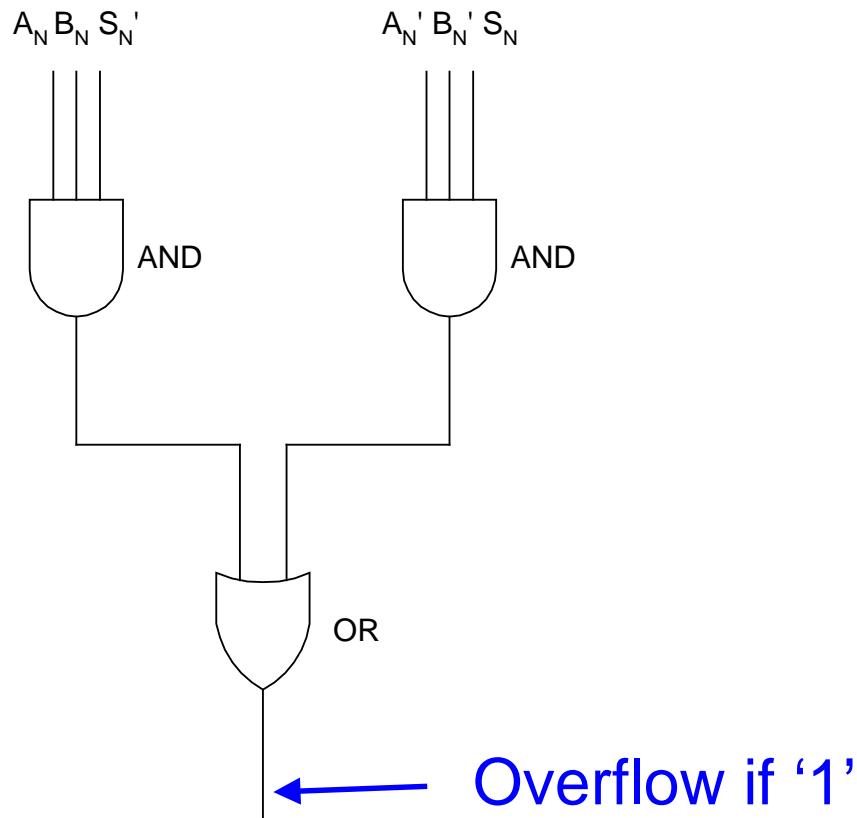 A_N B_N S_N' A_N' B_N' S_N
AND AND
OR
Overflow if ‘1’